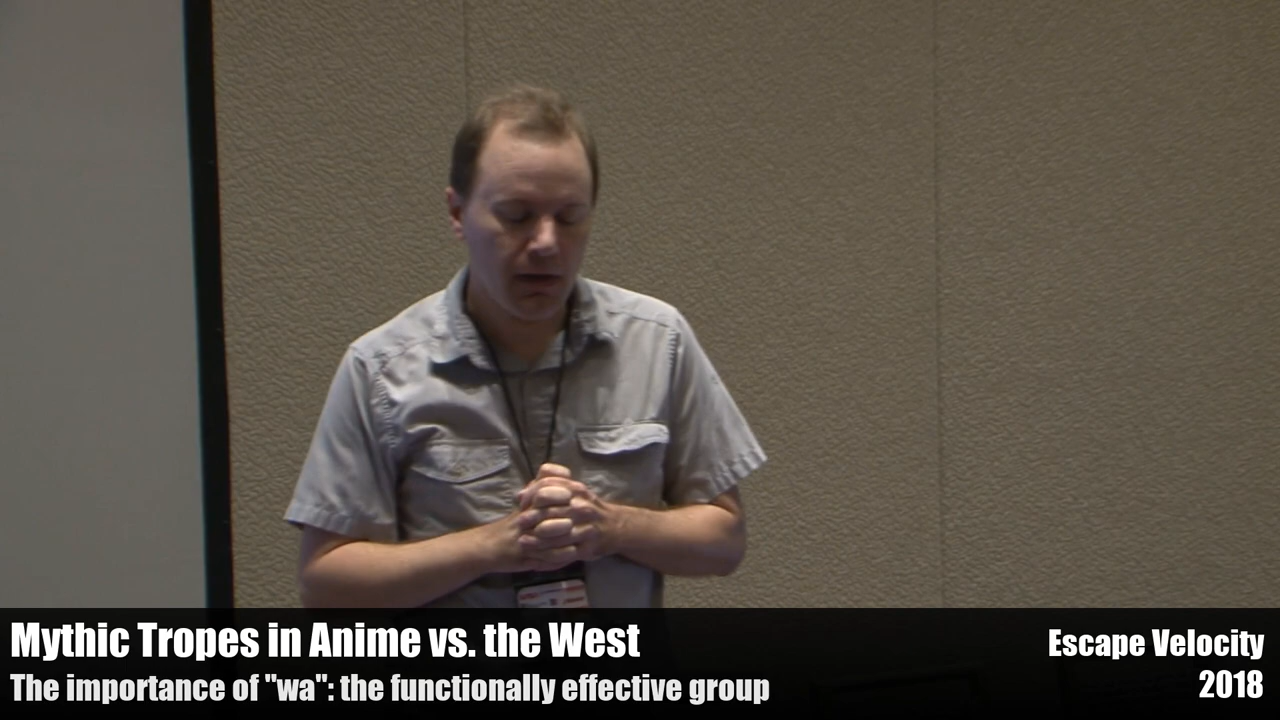 Mythic Tropes in Anime vs. the West
The importance of "wa": the functionally effective group
Escape Velocity
2018